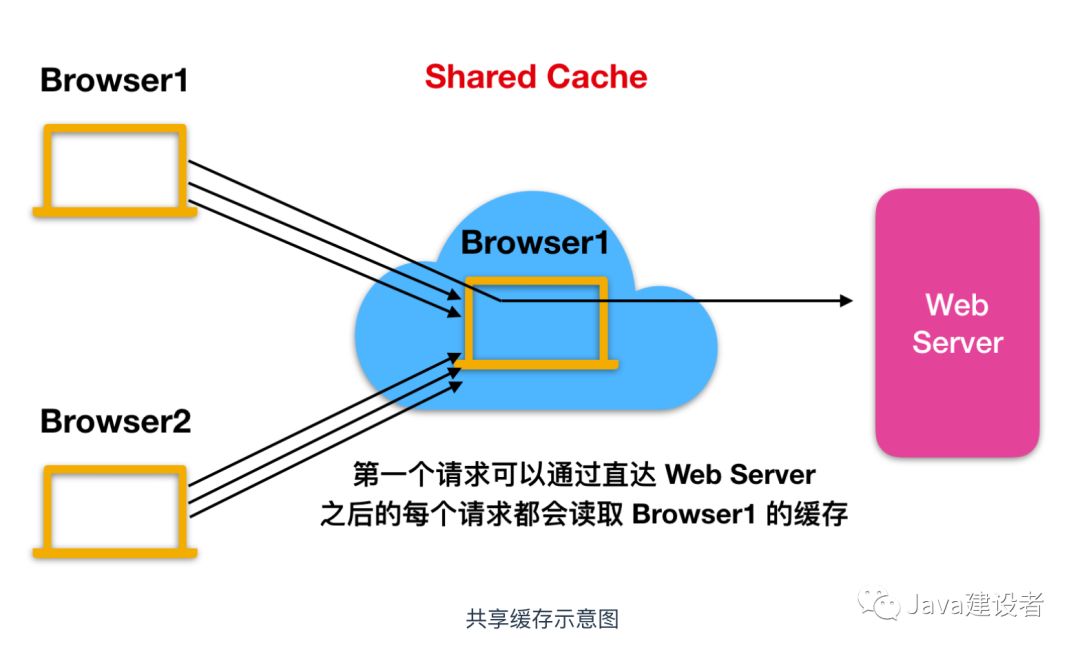 Shared Cache
Browser1
Browser1
Web
Server
Browser2
第一个请求可以通过直达 Web Server
之后的每个请求都会读取 Browser1 的缓存
Java建设者
共享缓存示意图